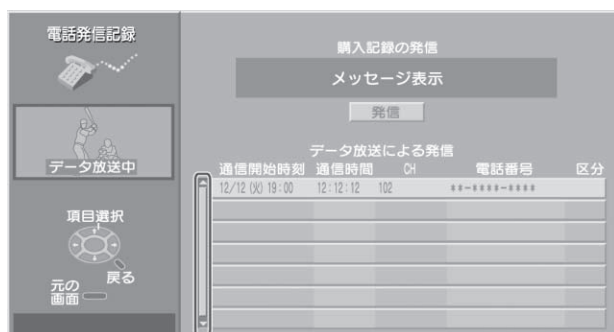 電話発信記録
データ放送中
項目選択
戻る
元の
画面
購入記録の発信
メッセージ表示
発信
データ放送による発信
通信開始時刻 通信時間 CH 電話番号 区分
12/12 (火) 19:00 12:12:12 102 **-****-****